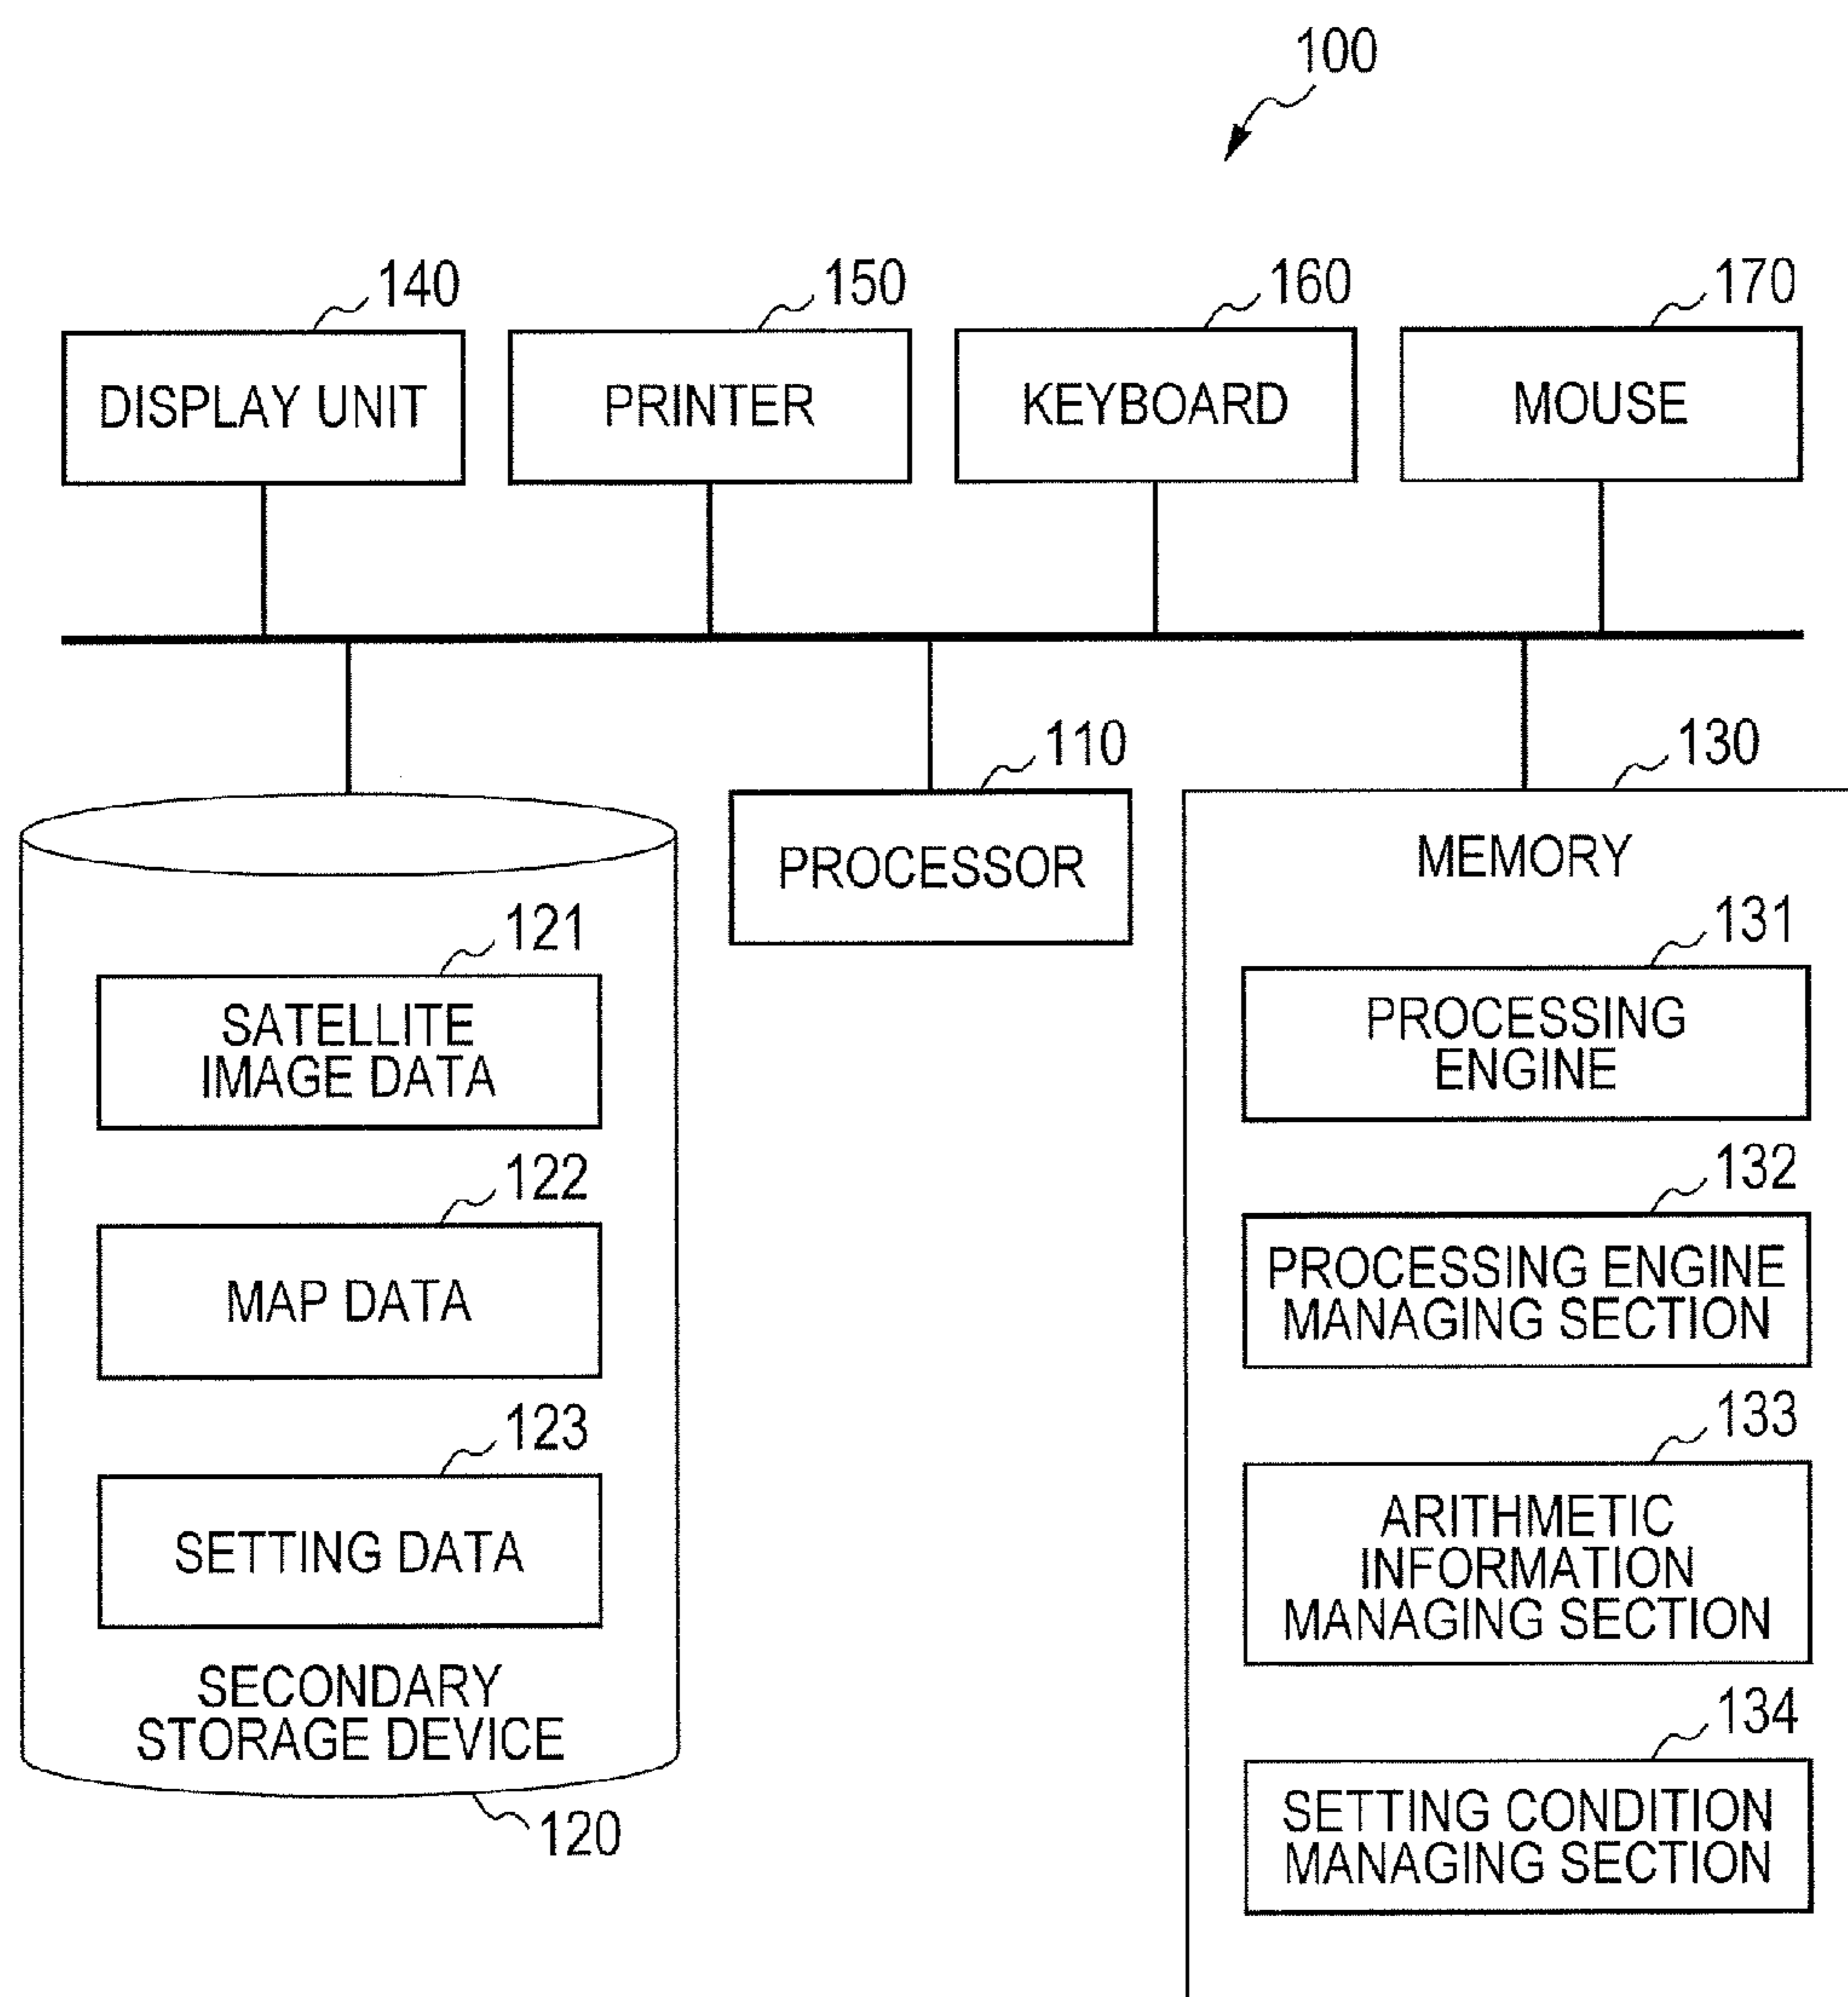 100
140
150
160
170
DISPLAY UNIT
PRINTER
KEYBOARD
MOUSE
110
130
PROCESSOR
MEMORY
121
SATELLITE
IMAGE DATA
122
MAP DATA
123
SETTING DATA
SECONDARY
STORAGE DEVICE
120
131
PROCESSING
ENGINE
132
PROCESSING ENGINE
MANAGING SECTION
133
ARITHMETIC
INFORMATION
MANAGING SECTION
134
SETTING CONDITION
MANAGING SECTION